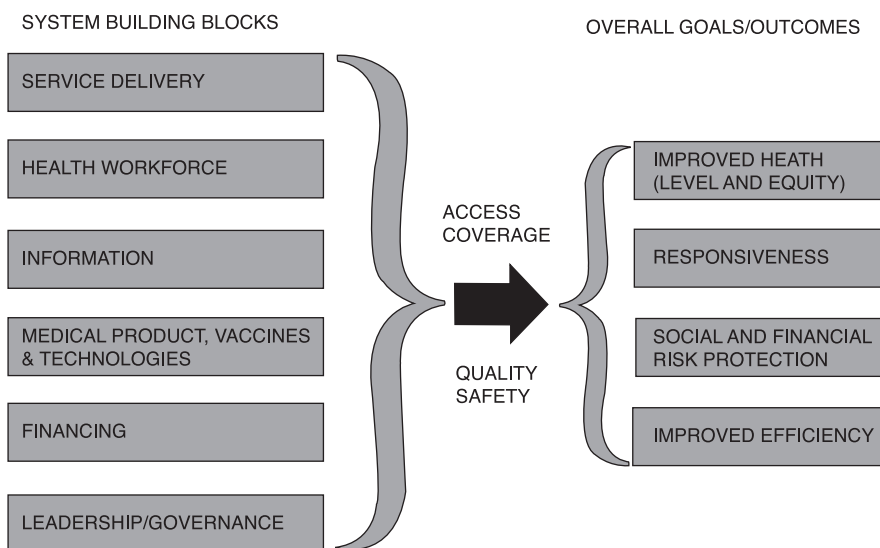 SYSTEM BUILDING BLOCKS
SERVICE DELIVERY
HEALTH WORKFORCE
INFORMATION
MEDICAL PRODUCT, VACCINES
& TECHNOLOGIES
FINANCING
LEADERSHIP/GOVERNANCE
ACCESS
COVERAGE
QUALITY
SAFETY
OVERALL GOALS/OUTCOMES
IMPROVED HEATH
(LEVEL AND EQUITY)
RESPONSIVENESS
SOCIAL AND FINANCIAL
RISK PROTECTION
IMPROVED EFFICIENCY